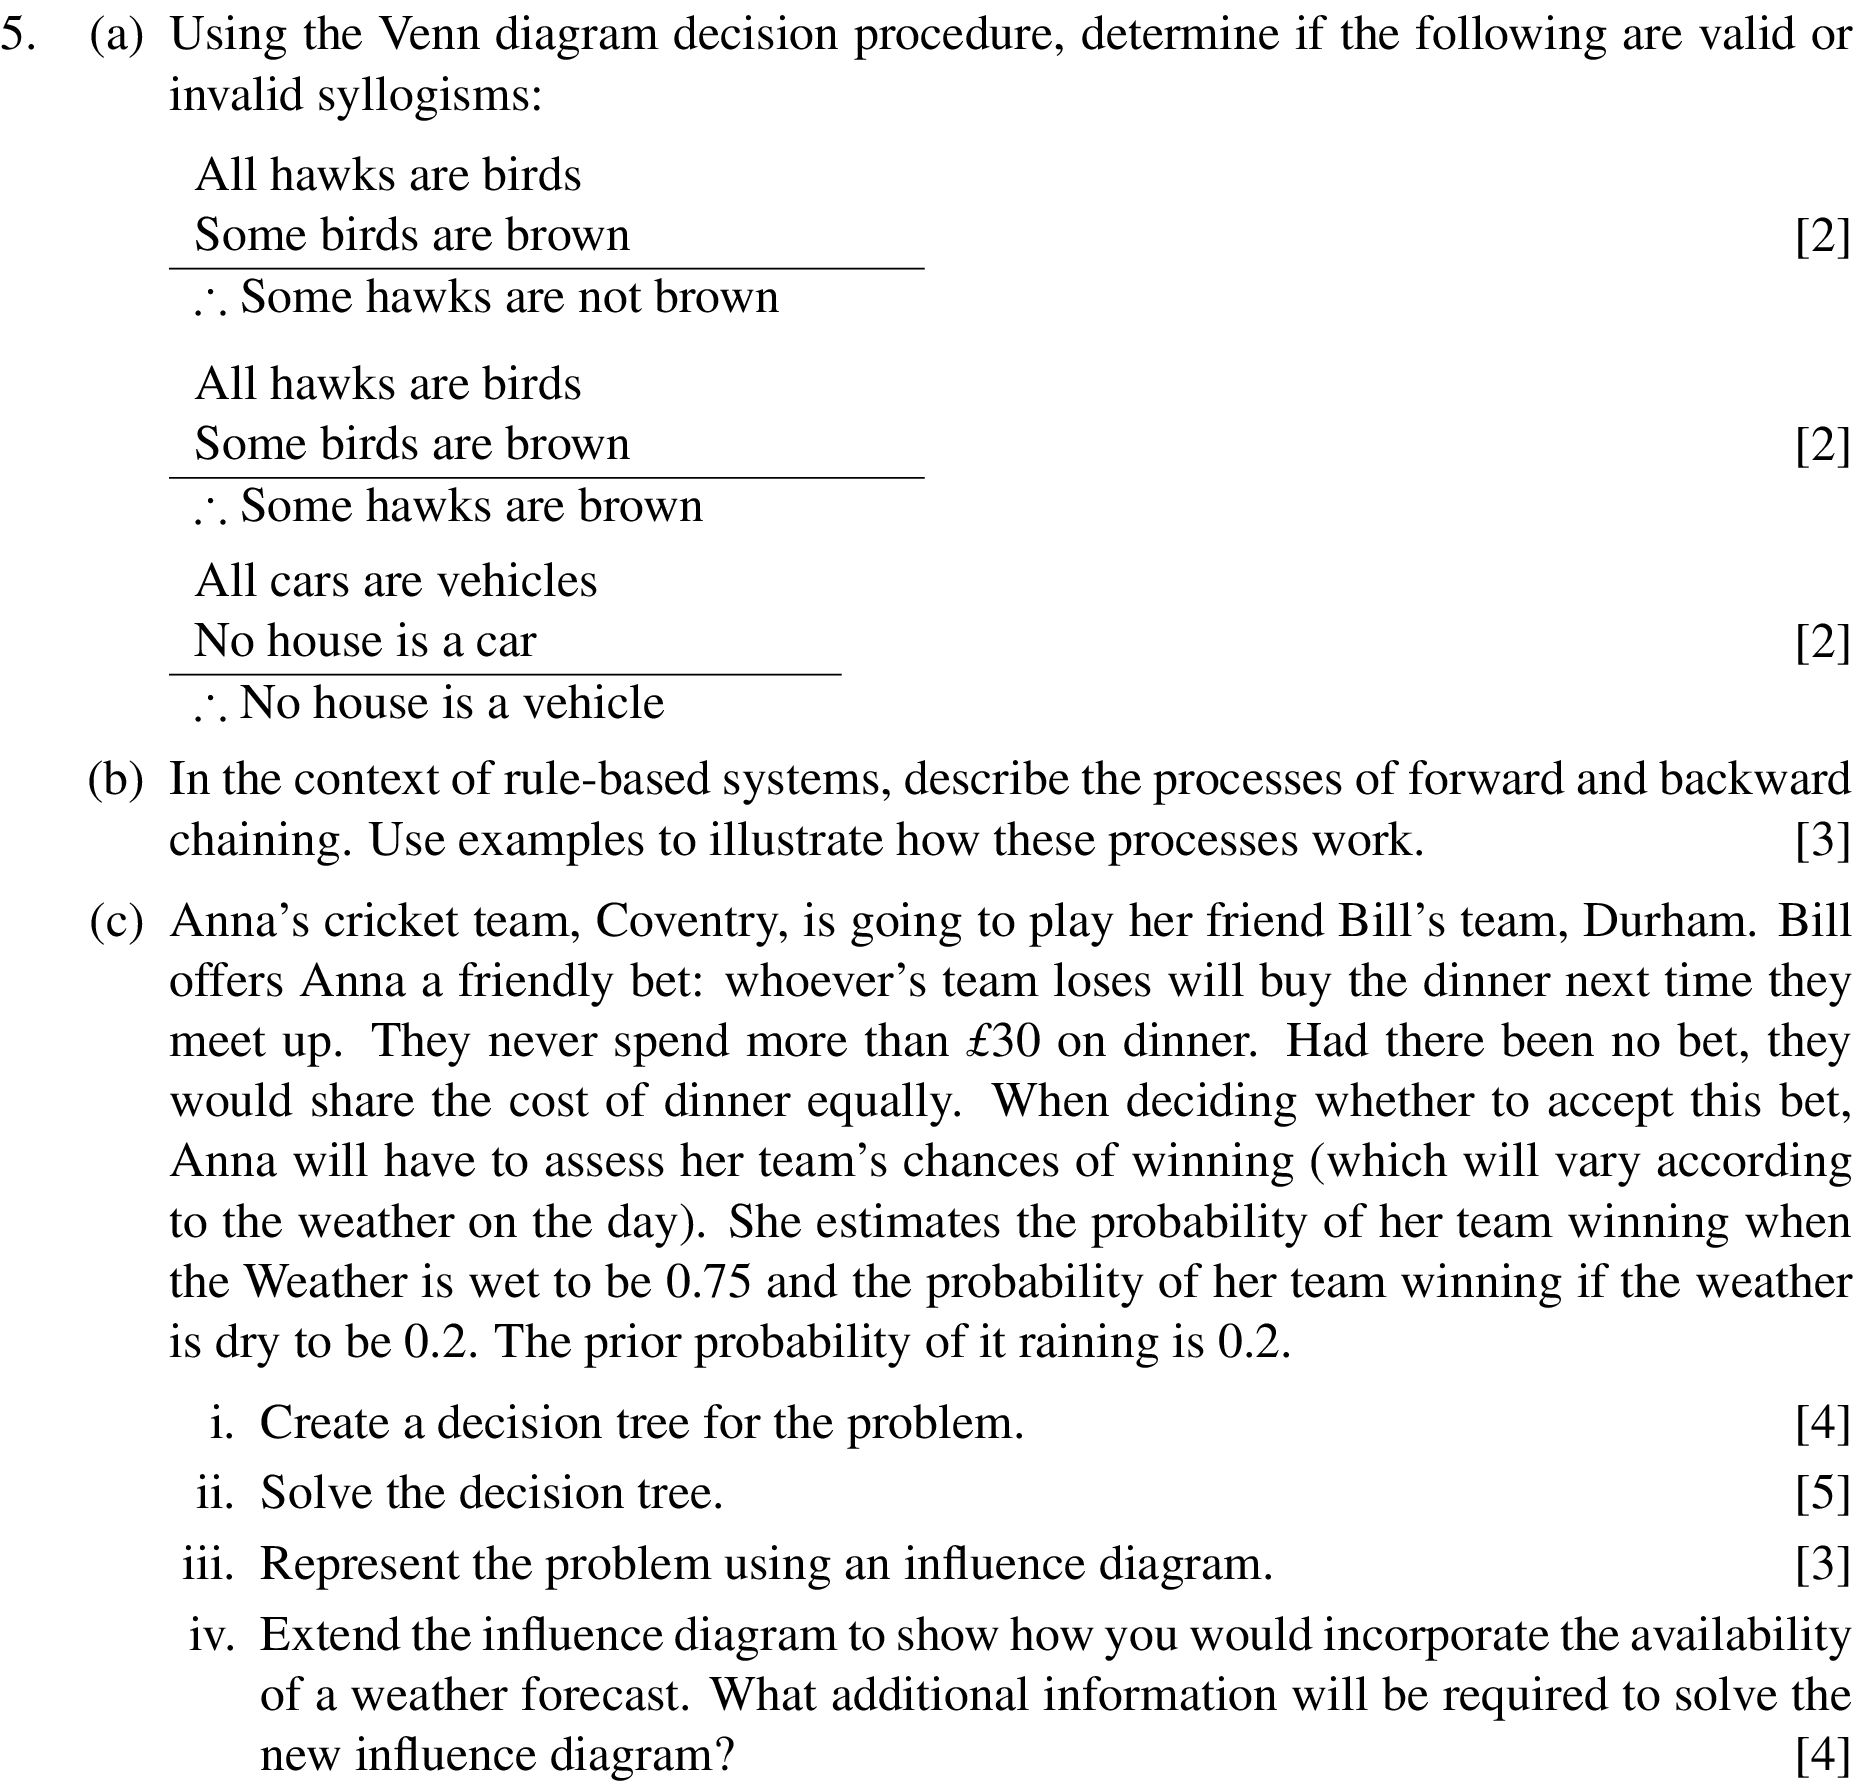 5. (a) Using the Venn diagram decision procedure, determine if the following are valid or
invalid syllogisms:
All hawks are birds
Some birds are brown [2]
∴ Some hawks are not brown
All hawks are birds
Some birds are brown [2]
∴ Some hawks are brown
All cars are vehicles
No house is a car [2]
∴ No house is a vehicle
(b) In the context of rule-based systems, describe the processes of forward and backward
chaining. Use examples to illustrate how these processes work. [3]
(c) Anna's cricket team, Coventry, is going to play her friend Bill's team, Durham. Bill
offers Anna a friendly bet: whoever's team loses will buy the dinner next time they
meet up. They never spend more than £30 on dinner. Had there been no bet, they
would share the cost of dinner equally. When deciding whether to accept this bet,
Anna will have to assess her team's chances of winning (which will vary according
to the weather on the day). She estimates the probability of her team winning when
the Weather is wet to be 0.75 and the probability of her team winning if the weather
is dry to be 0.2. The prior probability of it raining is 0.2.
i. Create a decision tree for the problem. [4]
ii. Solve the decision tree. [5]
iii. Represent the problem using an influence diagram. [3]
iv. Extend the influence diagram to show how you would incorporate the availability
of a weather forecast. What additional information will be required to solve the
new influence diagram? [4]